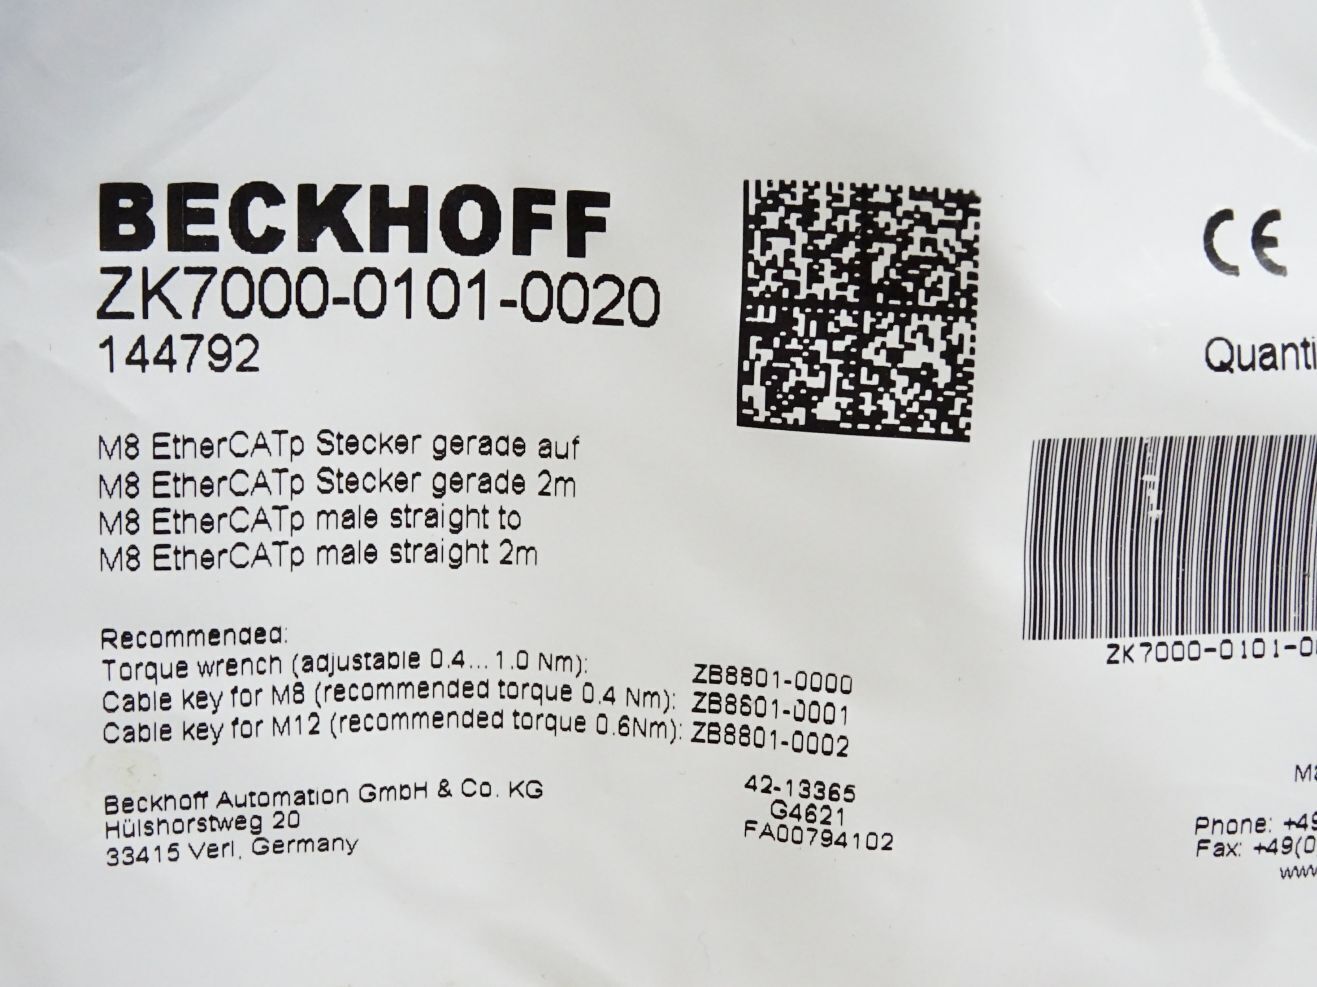 BECKHOFF
ZK7000-0101-0020
144792
CE
Quanti
M8 EtherCATp Stecker gerade auf
M8 EtherCATp Stecker gerade 2m
M8 EtherCATp male straight to
M8 EtherCATp male straight 2m
ZK7000-0101-0
Recommended:
Torque wrench (adjustable 0.4...1.0 Nm): ZB8801-0000
Cable key for M8 (recommended torque 0.4 Nm): ZB8801-0001
Cable key for M12 (recommended torque 0.6Nm): ZB8801-0002
Beckhoff Automation GmbH & Co. KG
Hülshorstweg 20
33415 Verl, Germany
42-13365
G4621
FA00794102
Phone: +49
Fax: +49(0
www